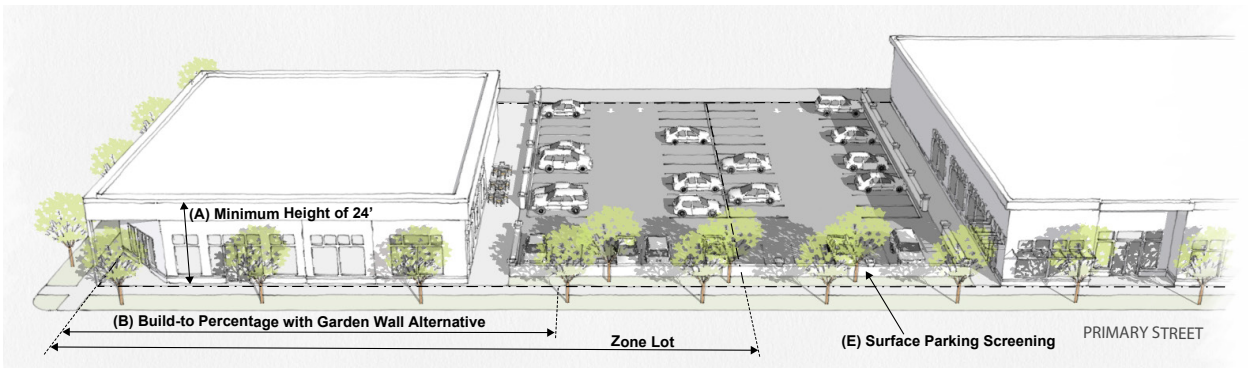 (A) Minimum Height of 24'
(B) Build-to Percentage with Garden Wall Alternative
Zone Lot
(E) Surface Parking Screening
PRIMARY STREET